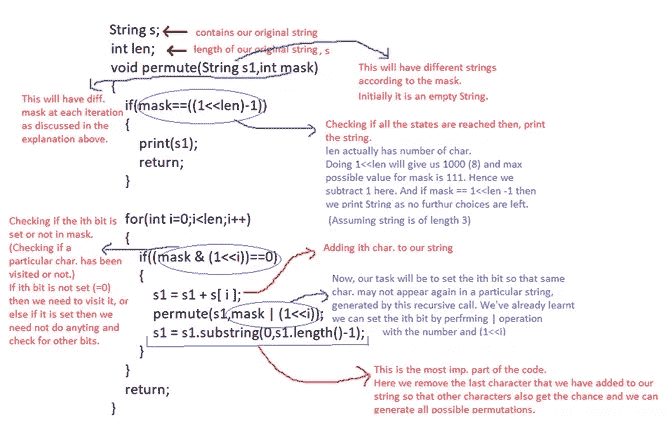 String s;
contains our original string
int len;
length of our original string, s
void permute(String s1,int mask)
This will have different strings
according to the mask.
Initially it is an empty String.
{
This will have diff.
mask at each iteration
as discussed in the
explanation above.
if(mask==((1<<len)-1))
{
print(s1);
return;
}
Checking if all the states are reached then, print
the string.
len actually has number of char.
Doing 1<<len will give us 1000 (8) and max
possible value for mask is 111. Hence we
subtract 1 here. And if mask == 1<<len -1 then
we print String as no furthur choices are left.
(Assuming string is of length 3)
Checking if the ith bit is
set or not in mask.
(Checking if a
particular char. has been
visited or not.)
If ith bit is not set (=0)
then we need to visit it, or
else if it is set then we
need not do anyting and
check for other bits.
for(int i=0;i<len;i++)
{
if((mask & (1<<i))==0)
{
Adding ith char. to our string
s1 = s1 + s[ i ];
permute(s1,mask | (1<<i));
s1 = s1.substring(0,s1.length()-1);
Now, our task will be to set the ith bit so that same
char. may not appear again in a particular string,
generated by this recursive call. We've already learnt
we can set the ith bit by perfrming | operation
with the number and (1<<i)
}
}
return;
}
This is the most imp. part of the code.
Here we remove the last character that we have added to our
string so that other characters also get the chance and we can
generate all possible permutations.